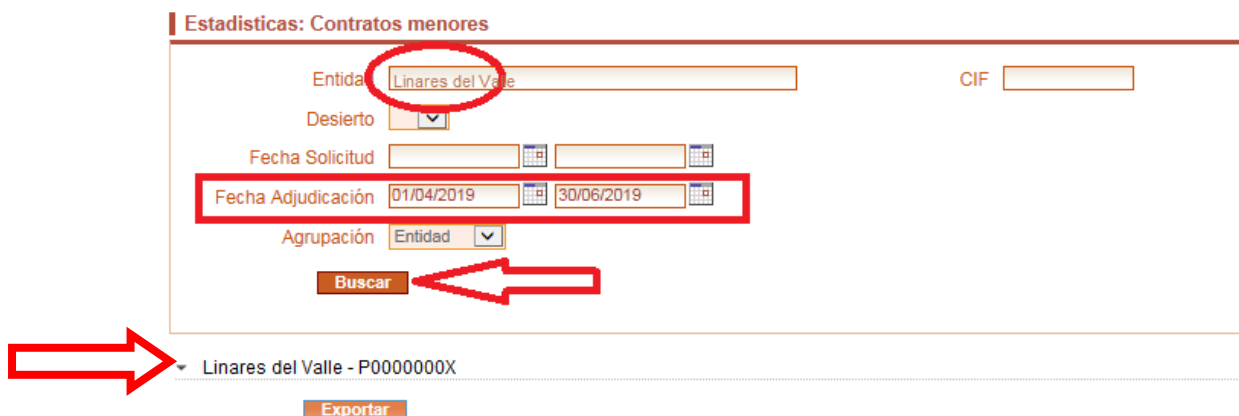 Estadisticas: Contratos menores
Entidad Linares del Valle CIF
Desierto
Fecha Solicitud
Fecha Adjudicación 01/04/2019 30/06/2019
Agrupación Entidad
Buscar
Linares del Valle - P0000000X
Exportar